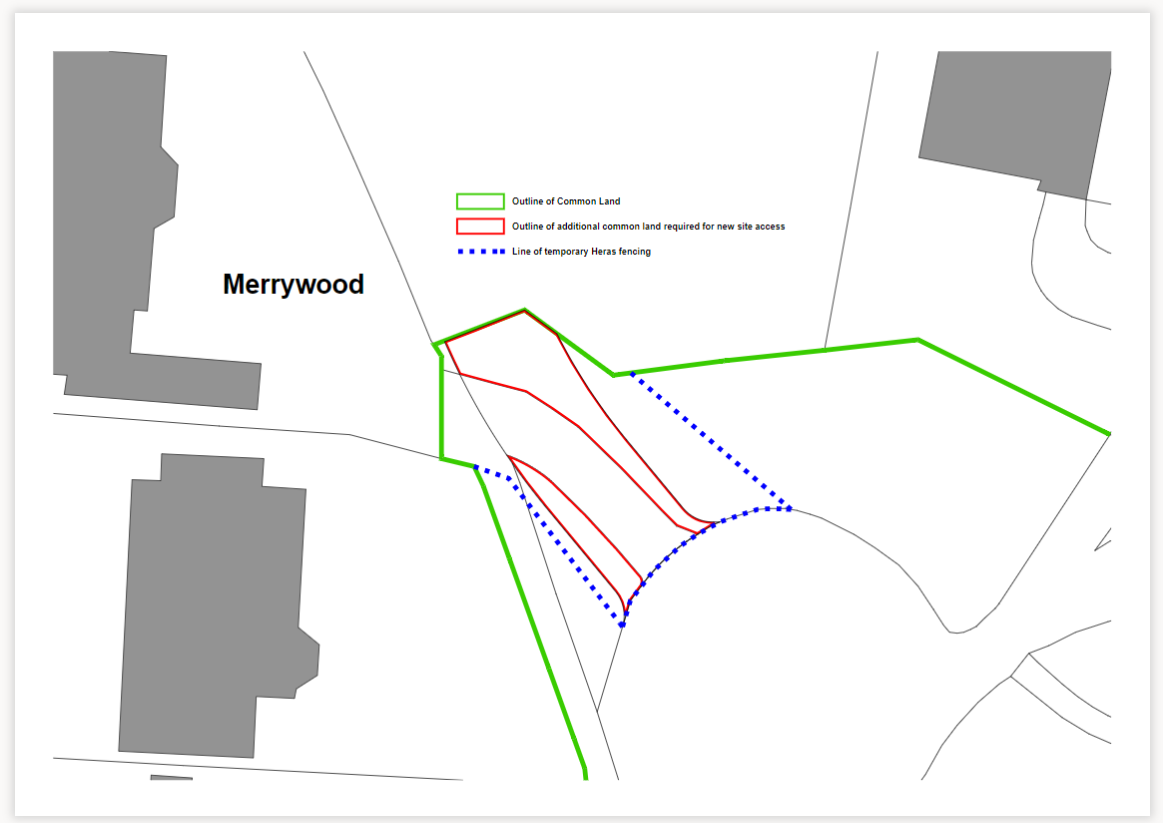 Outline of Common Land
Outline of additional common land required for new site access
Line of temporary Heras fencing
Merrywood